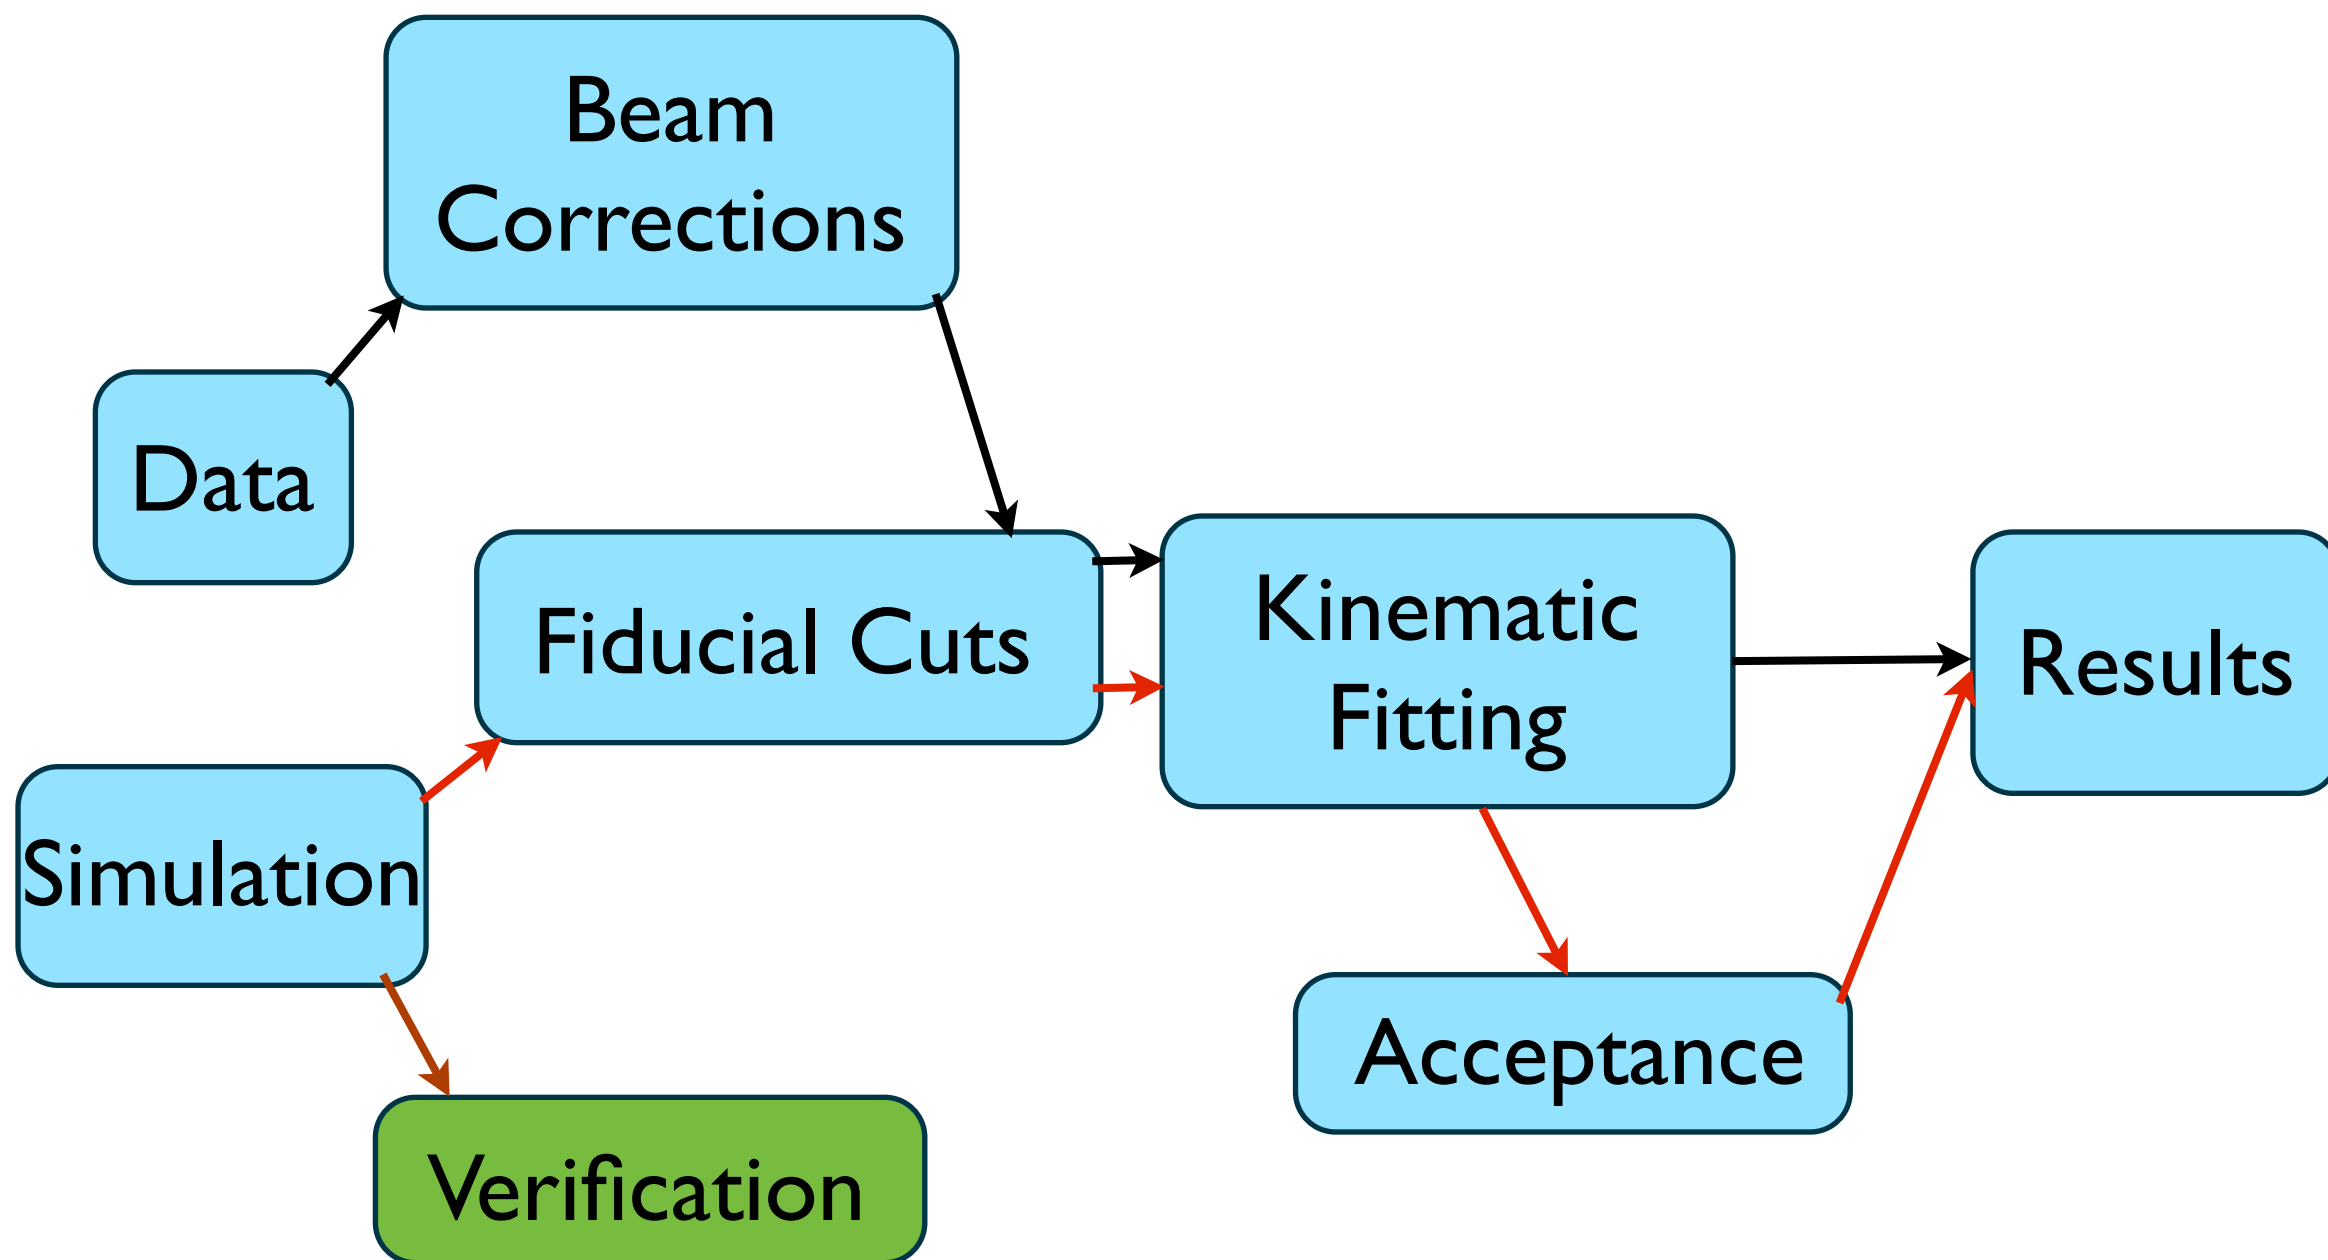 Beam
Corrections
Data
Fiducial Cuts
Kinematic
Fitting
Results
Simulation
Acceptance
Verification